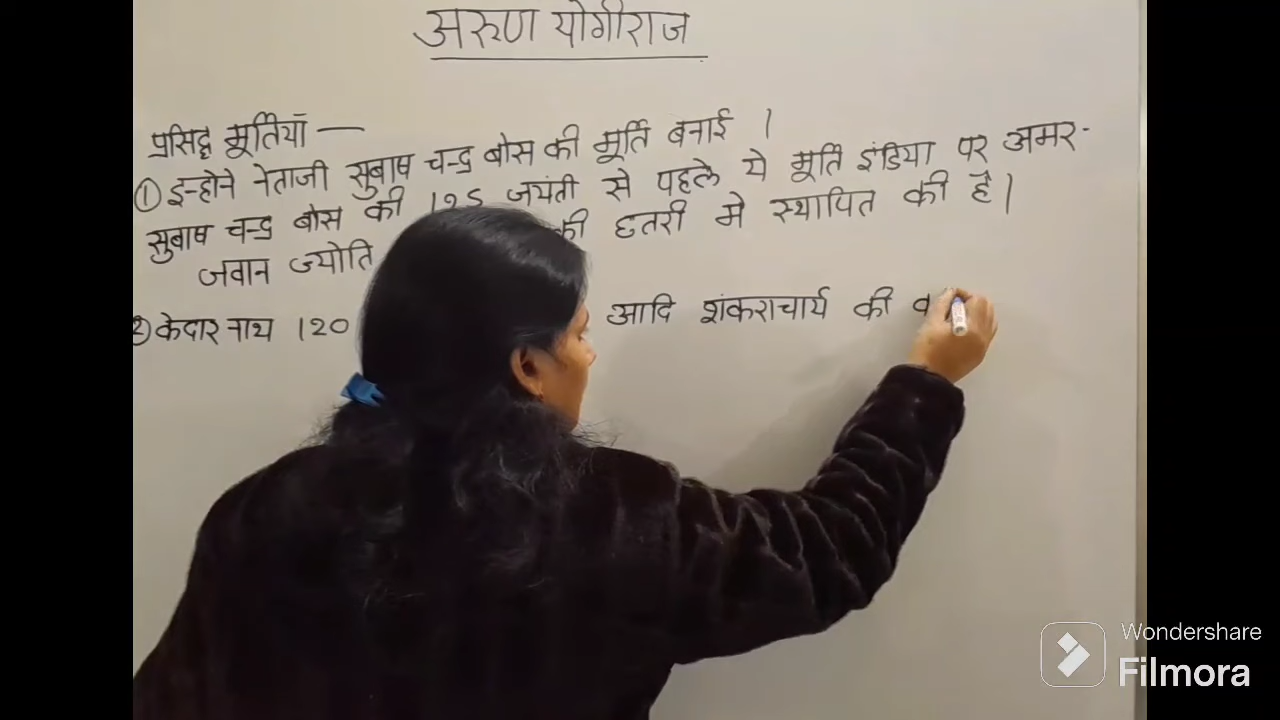 अरुण योगीराज
प्रसिद्ध मूर्तियाँ —
① इन्होने नेताजी सुबाष चन्द्र बोस की मूर्ति बनाई ।
सुबाष चन्द्र बोस की 125 जयंती से पहले ये मूर्ति इंडिया पर अमर-
जवान ज्योति की छतरी मे स्थापित की है।
② केदार नाथ 120 आदि शंकराचार्य की
Wondershare
Filmora